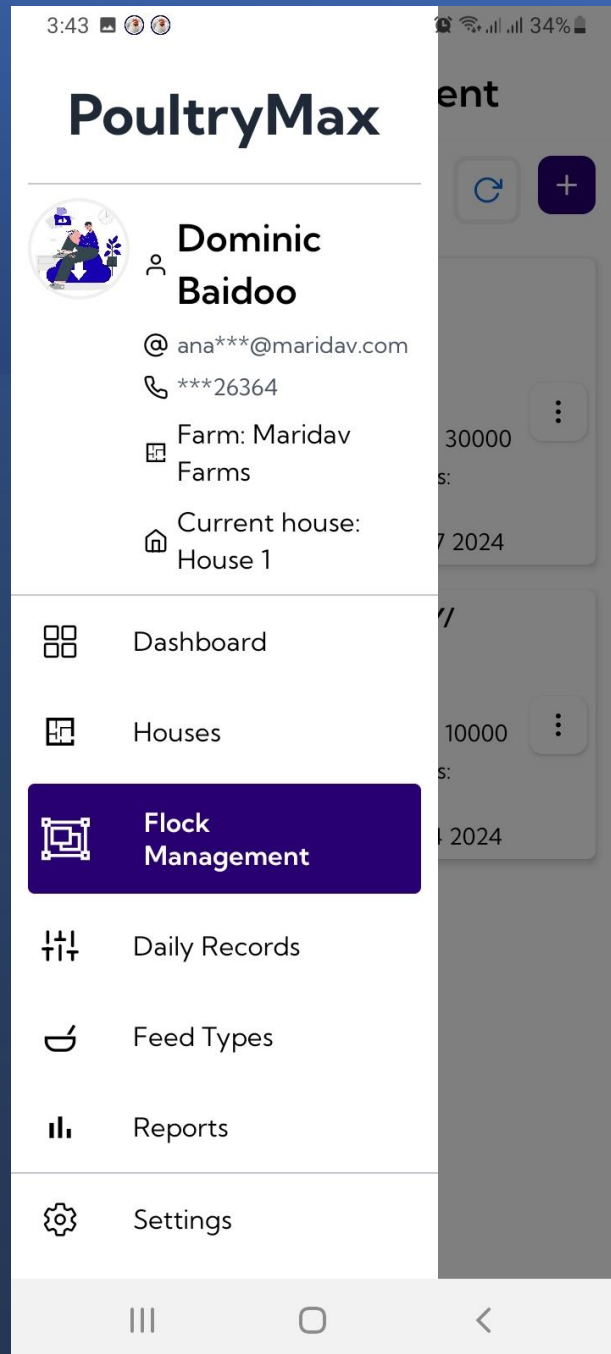 3:43 34%
PoultryMax
ent
Dominic
Baidoo
@ ana***@maridav.com
***26364
Farm: Maridav
Farms
Current house:
House 1
30000
s:
7 2024
Dashboard
Houses
Flock
Management
Daily Records
Feed Types
Reports
Settings
//
10000
s:
4 2024